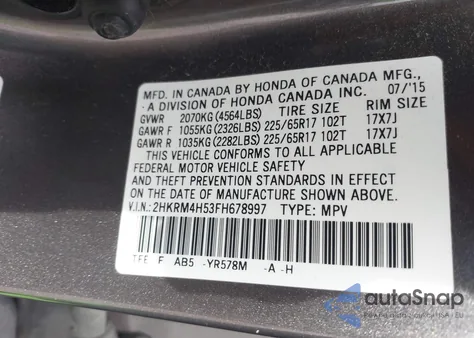 MFD. IN CANADA BY HONDA OF CANADA MFG.,
A DIVISION OF HONDA CANADA INC. 07/'15
GVWR 2070KG (4564LBS) TIRE SIZE RIM SIZE
GAWR F 1055KG (2326LBS) 225/65R17 102T 17X7J
GAWR R 1035KG (2282LBS) 225/65R17 102T 17X7J
THIS VEHICLE CONFORMS TO ALL APPLICABLE
FEDERAL MOTOR VEHICLE SAFETY
AND THEFT PREVENTION STANDARDS IN EFFECT
ON THE DATE OF MANUFACTURE SHOWN ABOVE.
V.I.N.: 2HKRM4H53FH678997 TYPE: MPV
TFE F AB5 -YR578M -A -H
autoSnap